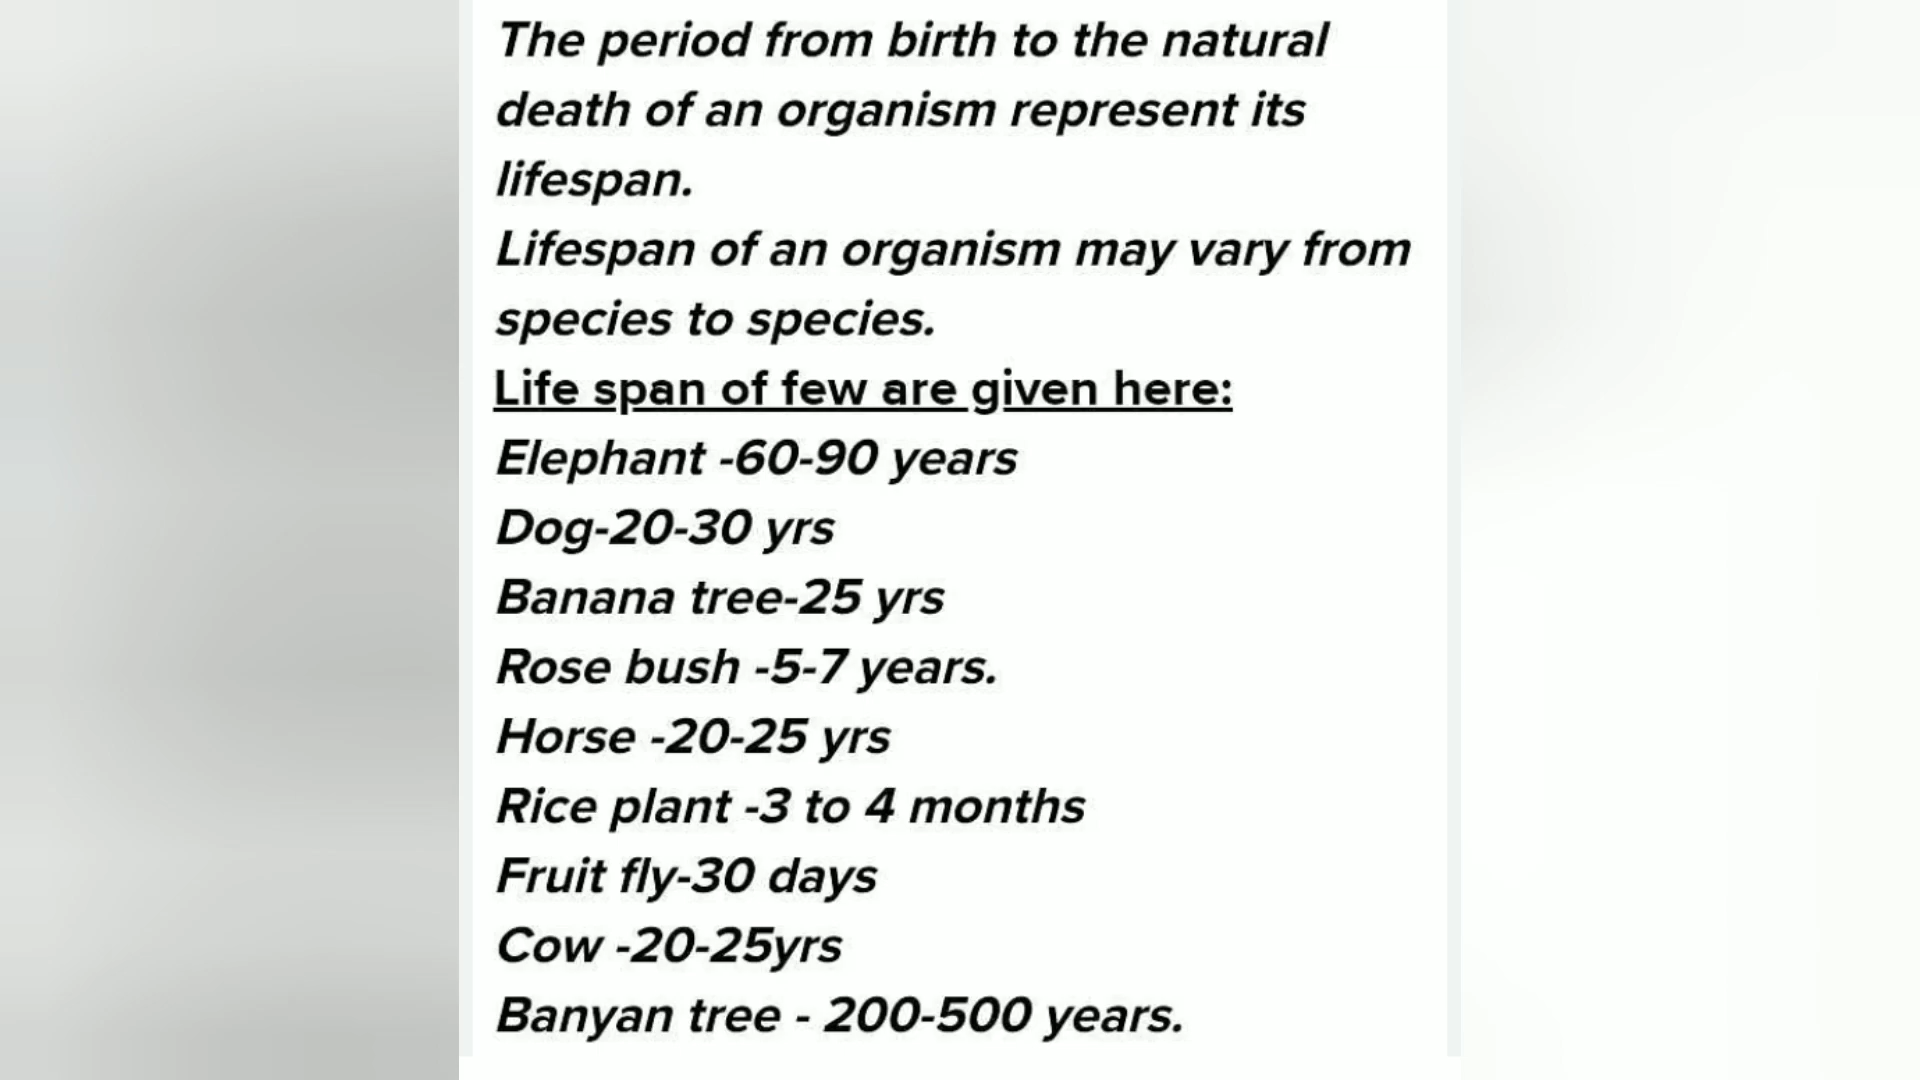 The period from birth to the natural
death of an organism represent its
lifespan.
Lifespan of an organism may vary from
species to species.
Life span of few are given here:
Elephant -60-90 years
Dog-20-30 yrs
Banana tree-25 yrs
Rose bush -5-7 years.
Horse -20-25 yrs
Rice plant -3 to 4 months
Fruit fly-30 days
Cow -20-25yrs
Banyan tree - 200-500 years.